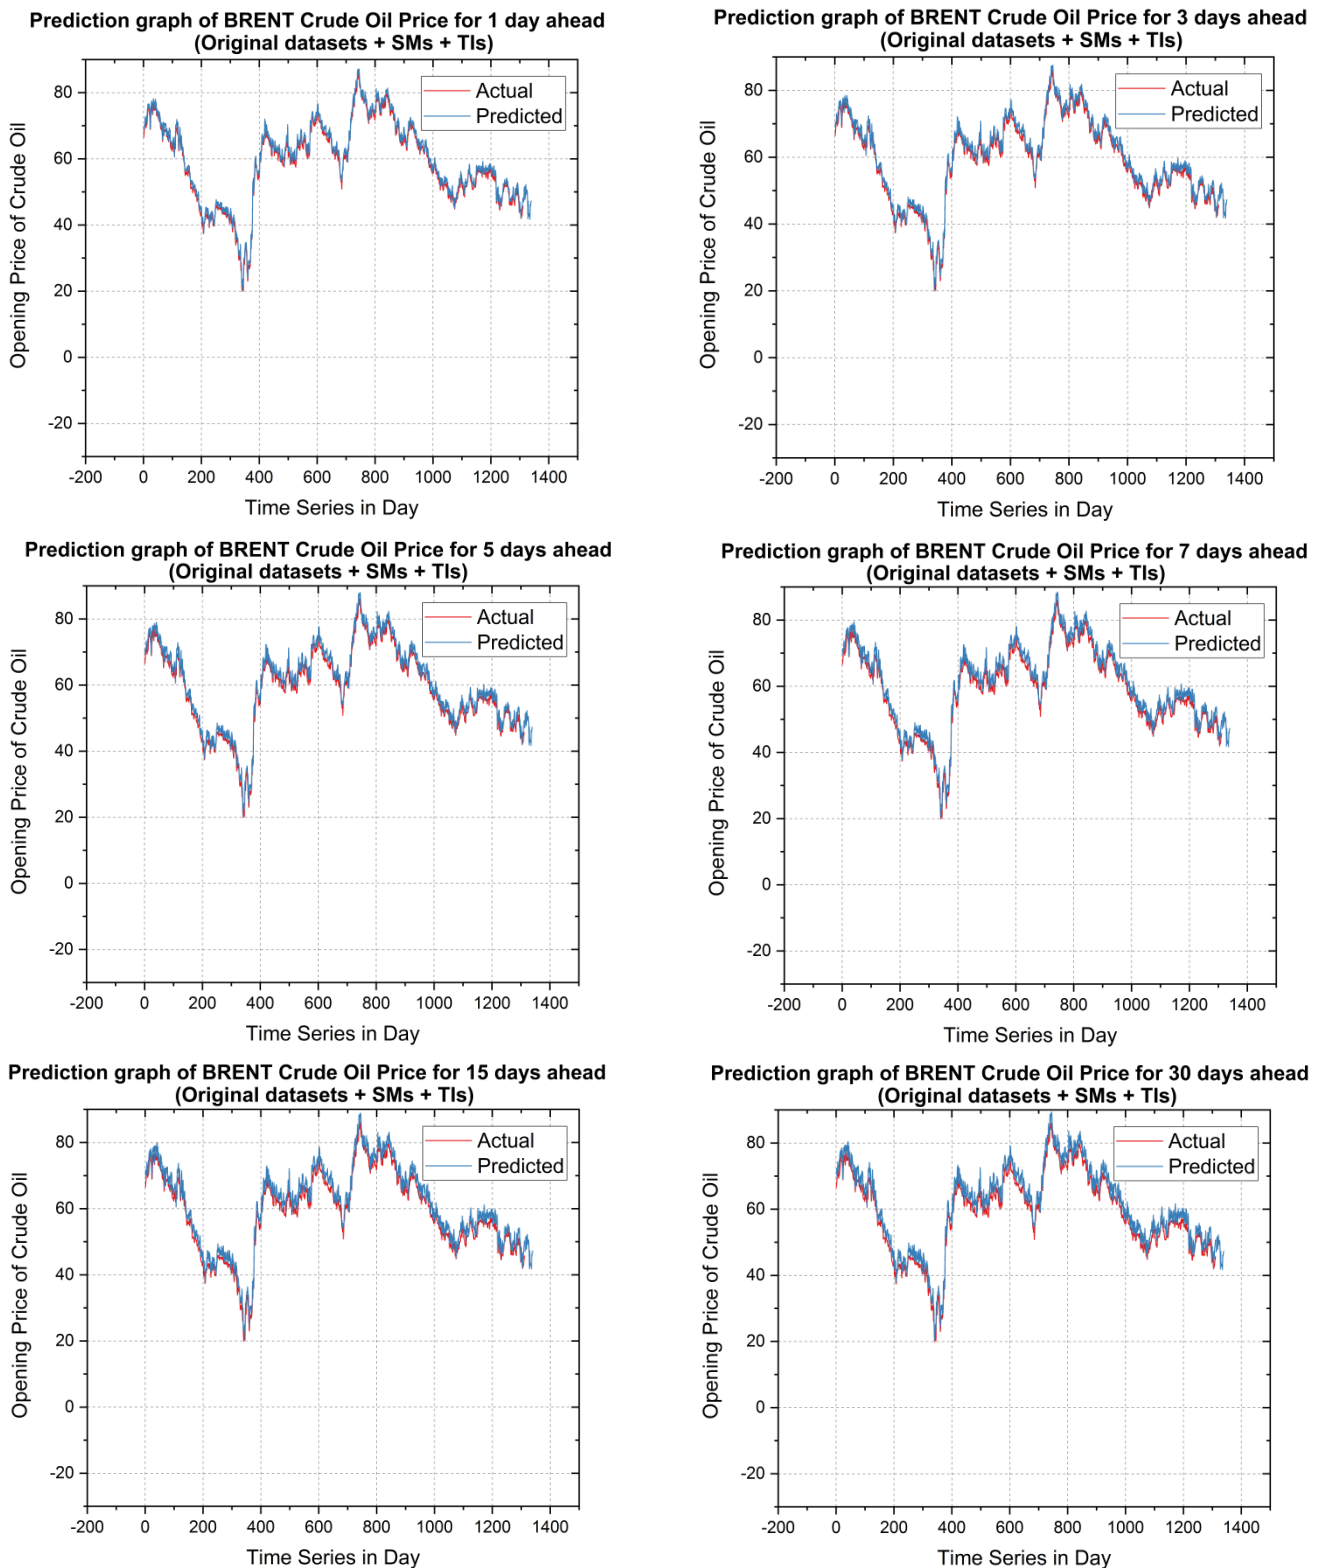 Prediction graph of BRENT Crude Oil Price for 1 day ahead
(Original datasets + SMs + TIs)
Actual
Predicted
80
60
40
20
0
-20
-200 0 200 400 600 800 1000 1200 1400
Opening Price of Crude Oil
Time Series in Day
Prediction graph of BRENT Crude Oil Price for 3 days ahead
(Original datasets + SMs + TIs)
Actual
Predicted
80
60
40
20
0
-20
-200 0 200 400 600 800 1000 1200 1400
Opening Price of Crude Oil
Time Series in Day
Prediction graph of BRENT Crude Oil Price for 5 days ahead
(Original datasets + SMs + TIs)
Actual
Predicted
80
60
40
20
0
-20
-200 0 200 400 600 800 1000 1200 1400
Opening Price of Crude Oil
Time Series in Day
Prediction graph of BRENT Crude Oil Price for 7 days ahead
(Original datasets + SMs + TIs)
Actual
Predicted
80
60
40
20
0
-20
-200 0 200 400 600 800 1000 1200 1400
Opening Price of Crude Oil
Time Series in Day
Prediction graph of BRENT Crude Oil Price for 15 days ahead
(Original datasets + SMs + TIs)
Actual
Predicted
80
60
40
20
0
-20
-200 0 200 400 600 800 1000 1200 1400
Opening Price of Crude Oil
Time Series in Day
Prediction graph of BRENT Crude Oil Price for 30 days ahead
(Original datasets + SMs + TIs)
Actual
Predicted
80
60
40
20
0
-20
-200 0 200 400 600 800 1000 1200 1400
Opening Price of Crude Oil
Time Series in Day